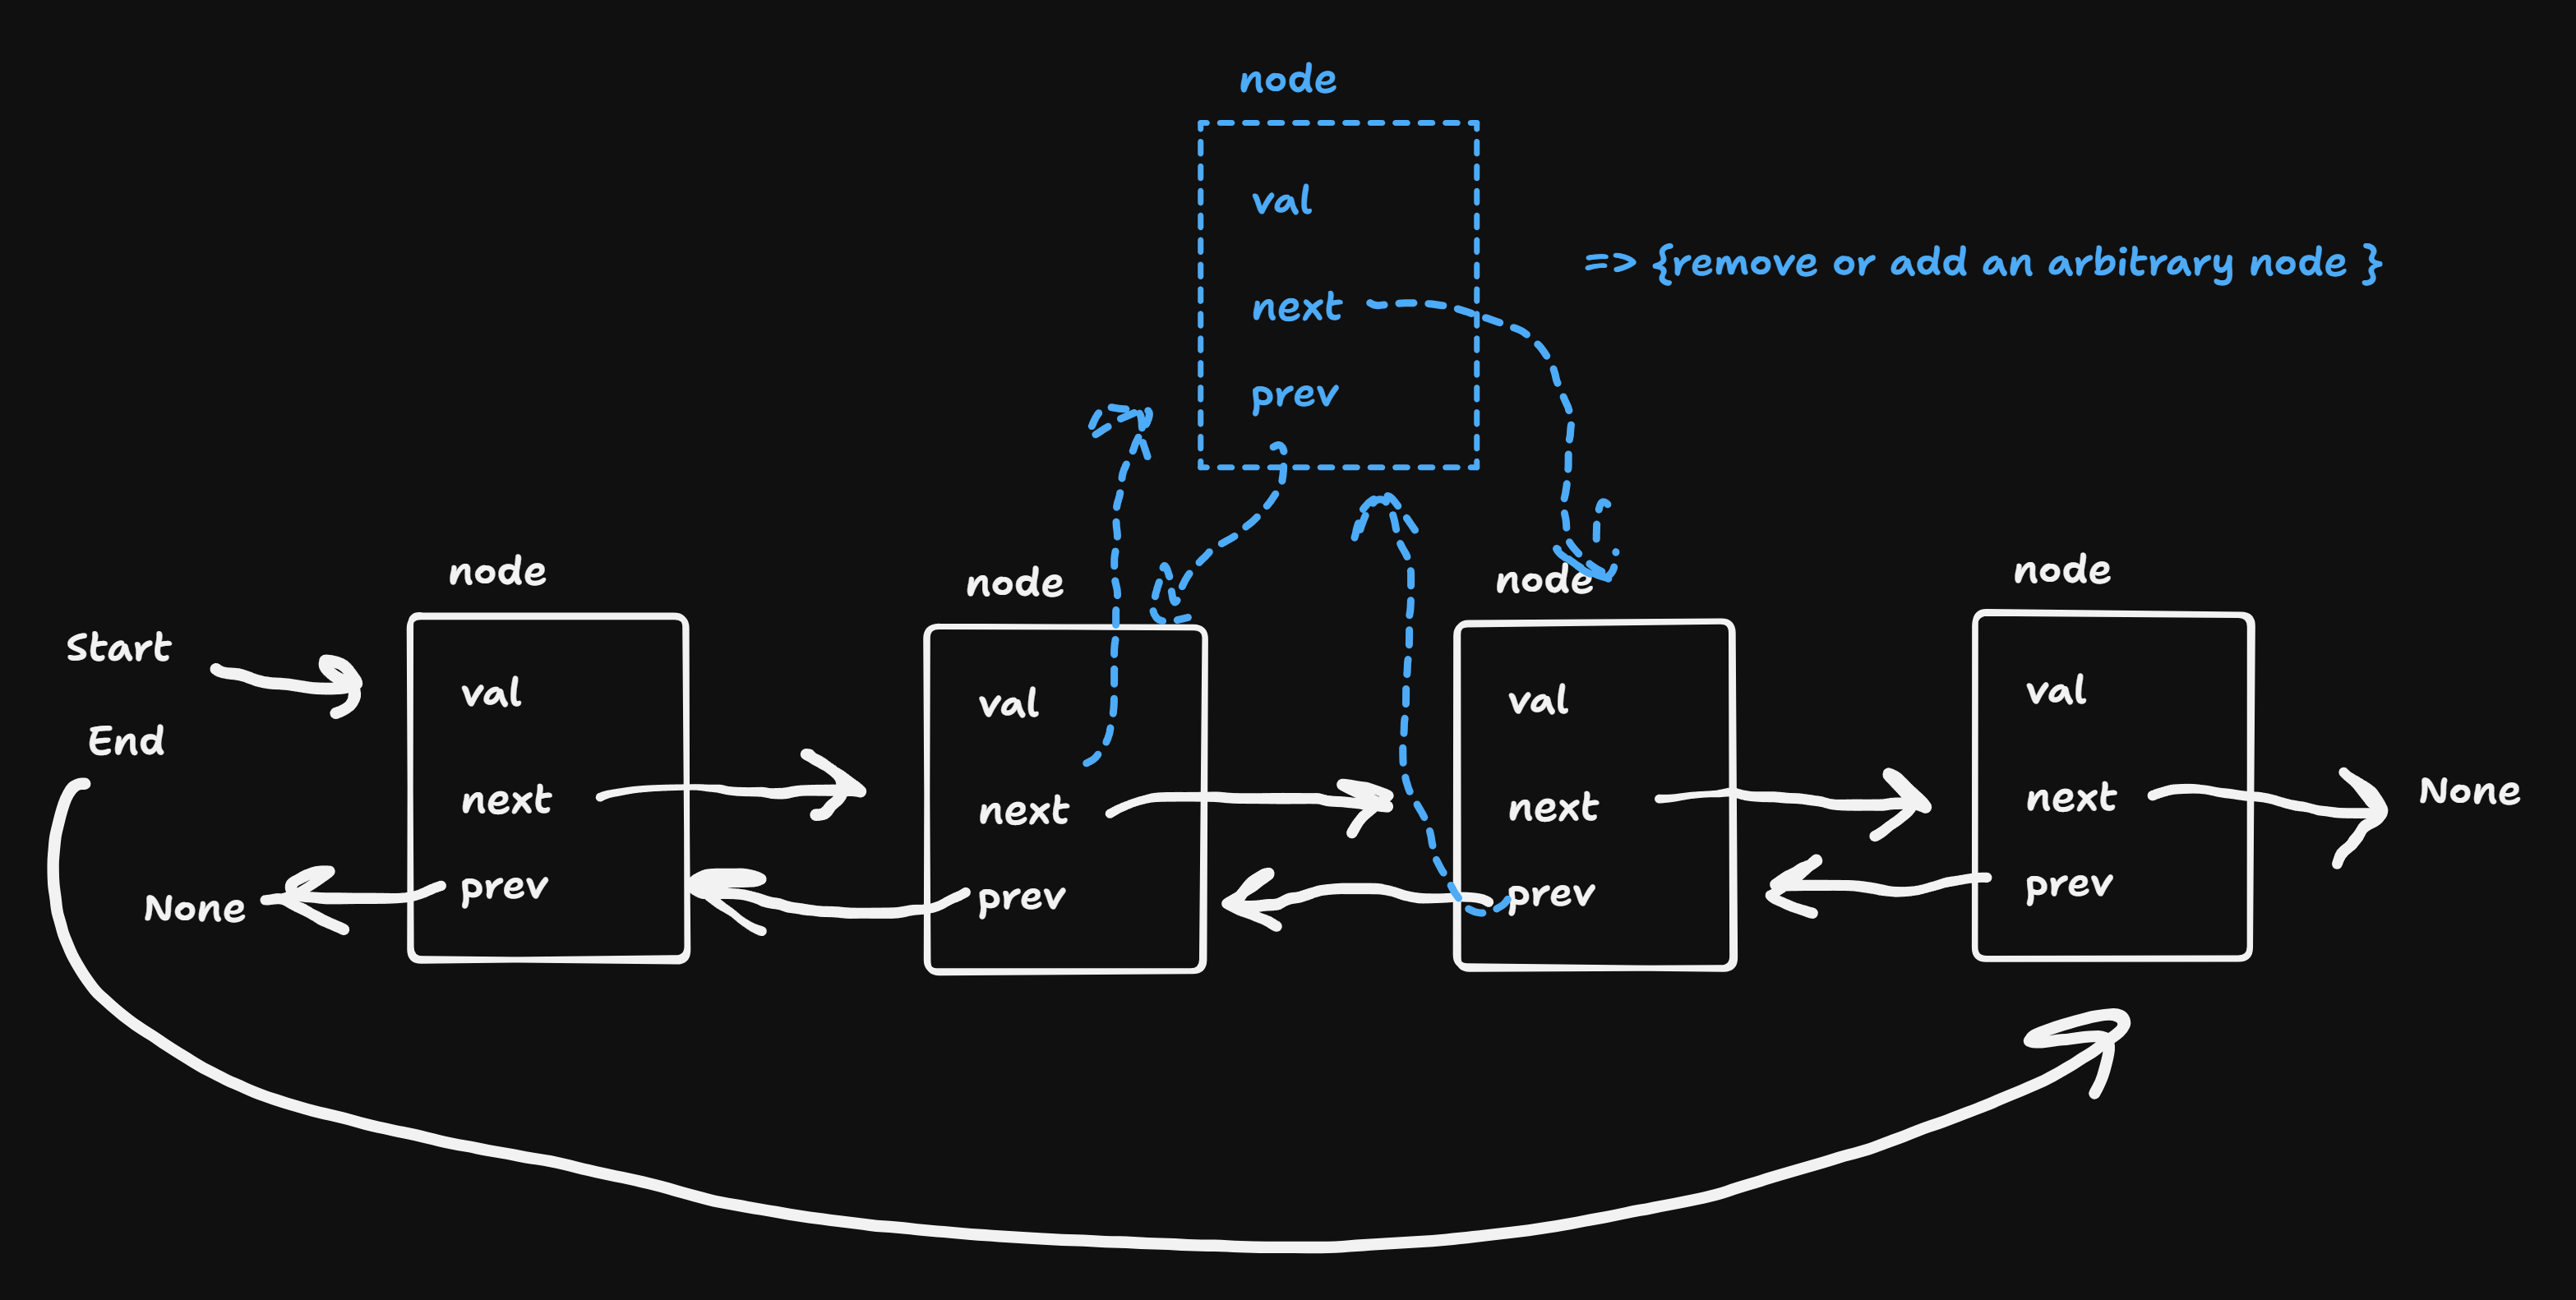 node
val
=> {remove or add an arbitrary node }
next
prev
node
node
node
node
Start
val
val
val
val
End
next
next
next
next
None
None
prev
prev
prev
prev